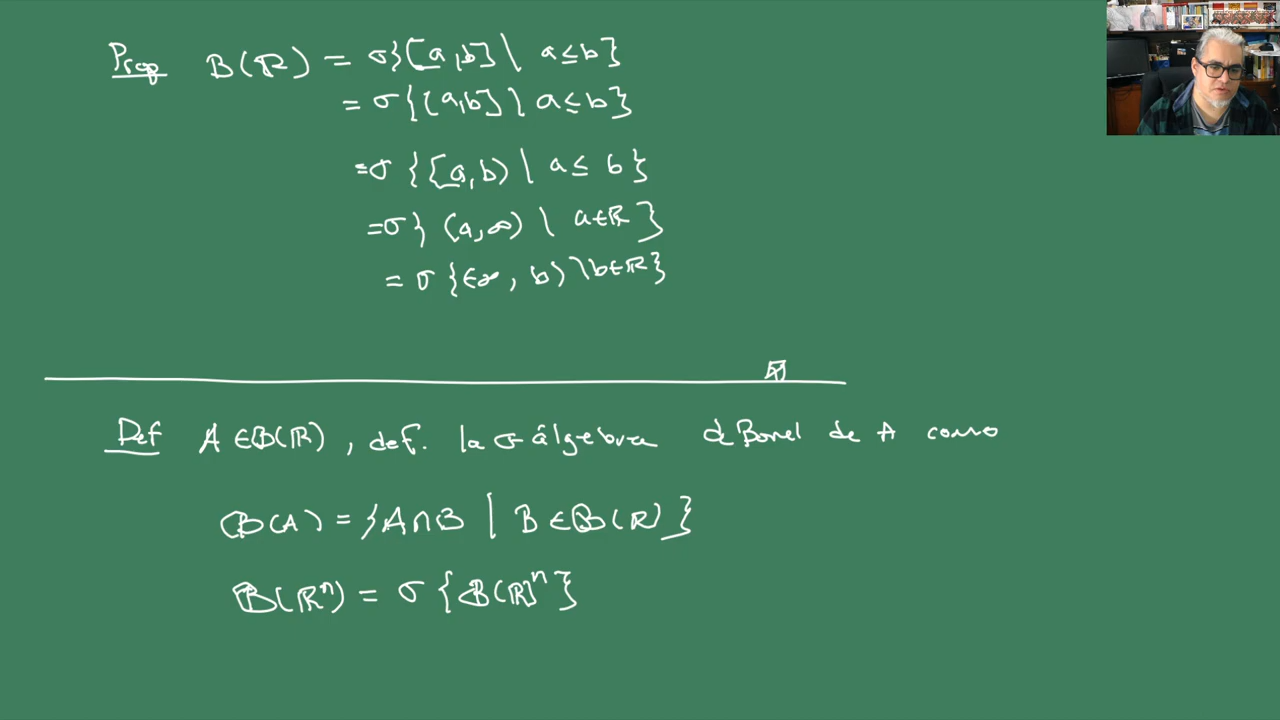 Prop B(ℝ) = σ{[a,b] | a≤b}
= σ{(a,b] | a≤b}
= σ{[a,b) | a≤b}
= σ{(a,∞) | a∈ℝ}
= σ{(-∞, b) | b∈ℝ}
Def A ∈ B(ℝ), def. la σ álgebra de Borel de A como
B(A) = {A∩B | B ∈ B(ℝ)}
B(ℝⁿ) = σ{B(ℝ)ⁿ}